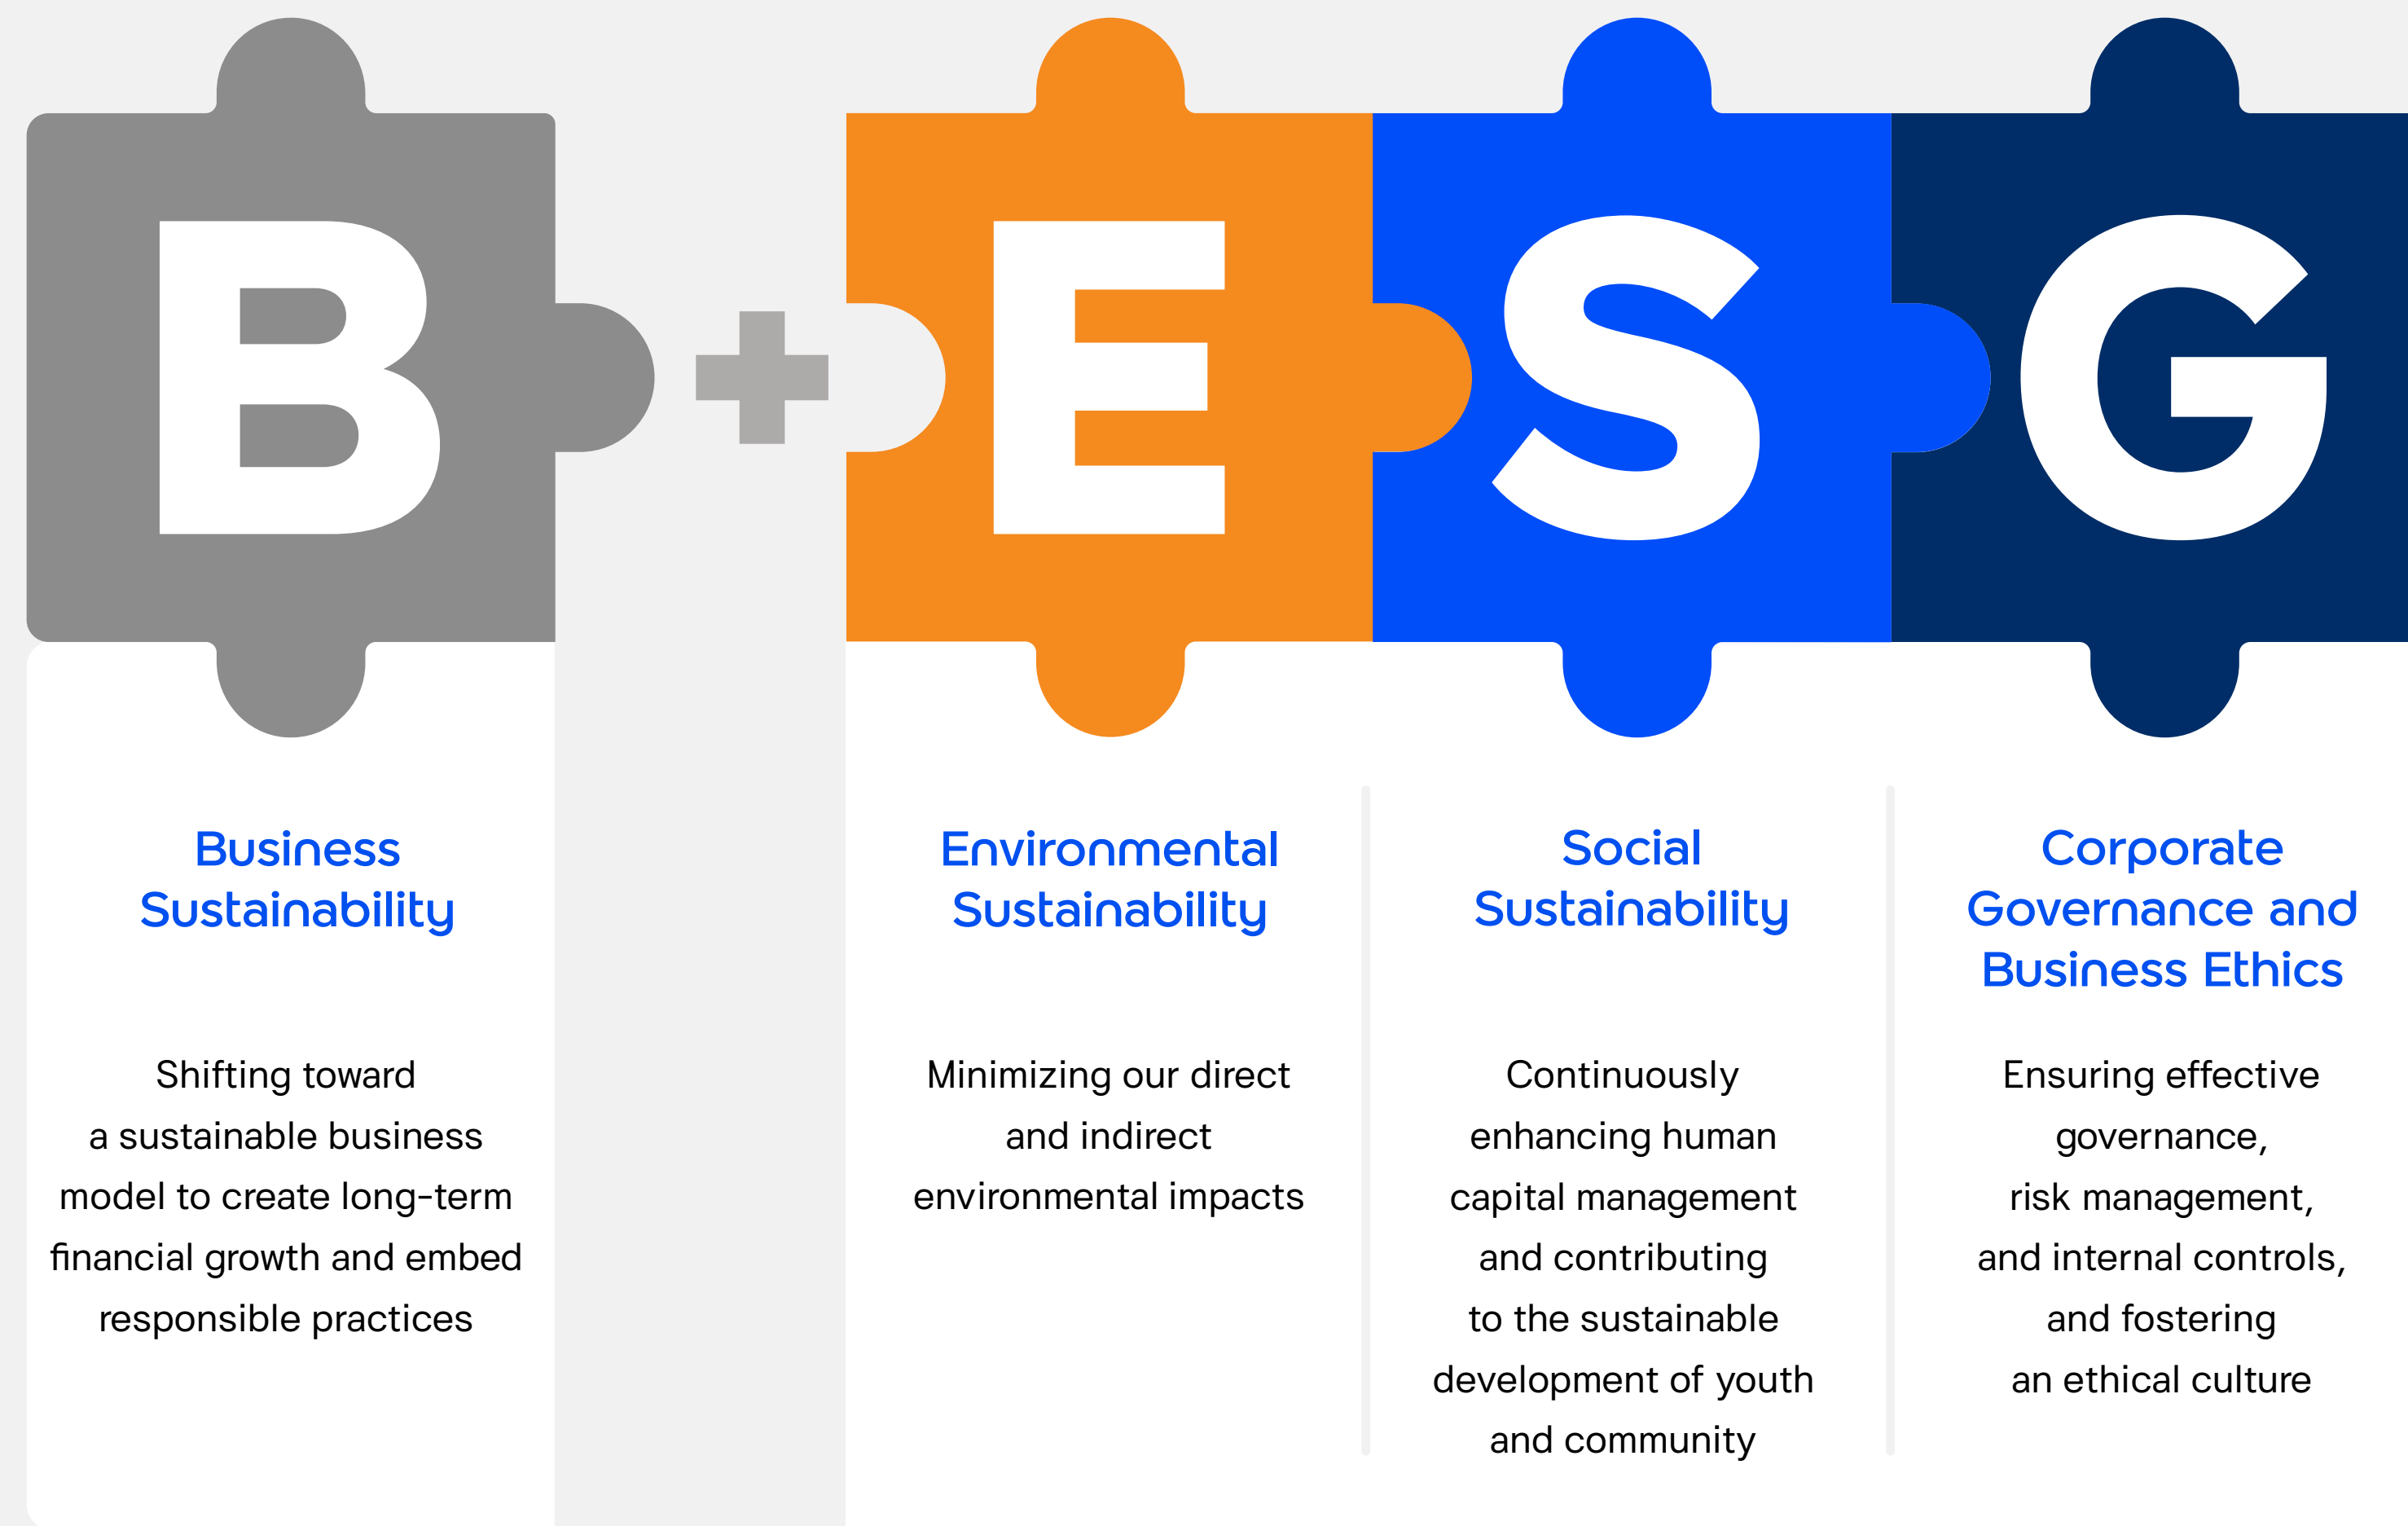 B + E S G
Business
Sustainability
Shifting toward
a sustainable business
model to create long-term
financial growth and embed
responsible practices
Environmental
Sustainability
Minimizing our direct
and indirect
environmental impacts
Social
Sustainability
Continuously
enhancing human
capital management
and contributing
to the sustainable
development of youth
and community
Corporate
Governance and
Business Ethics
Ensuring effective
governance,
risk management,
and internal controls,
and fostering
an ethical culture